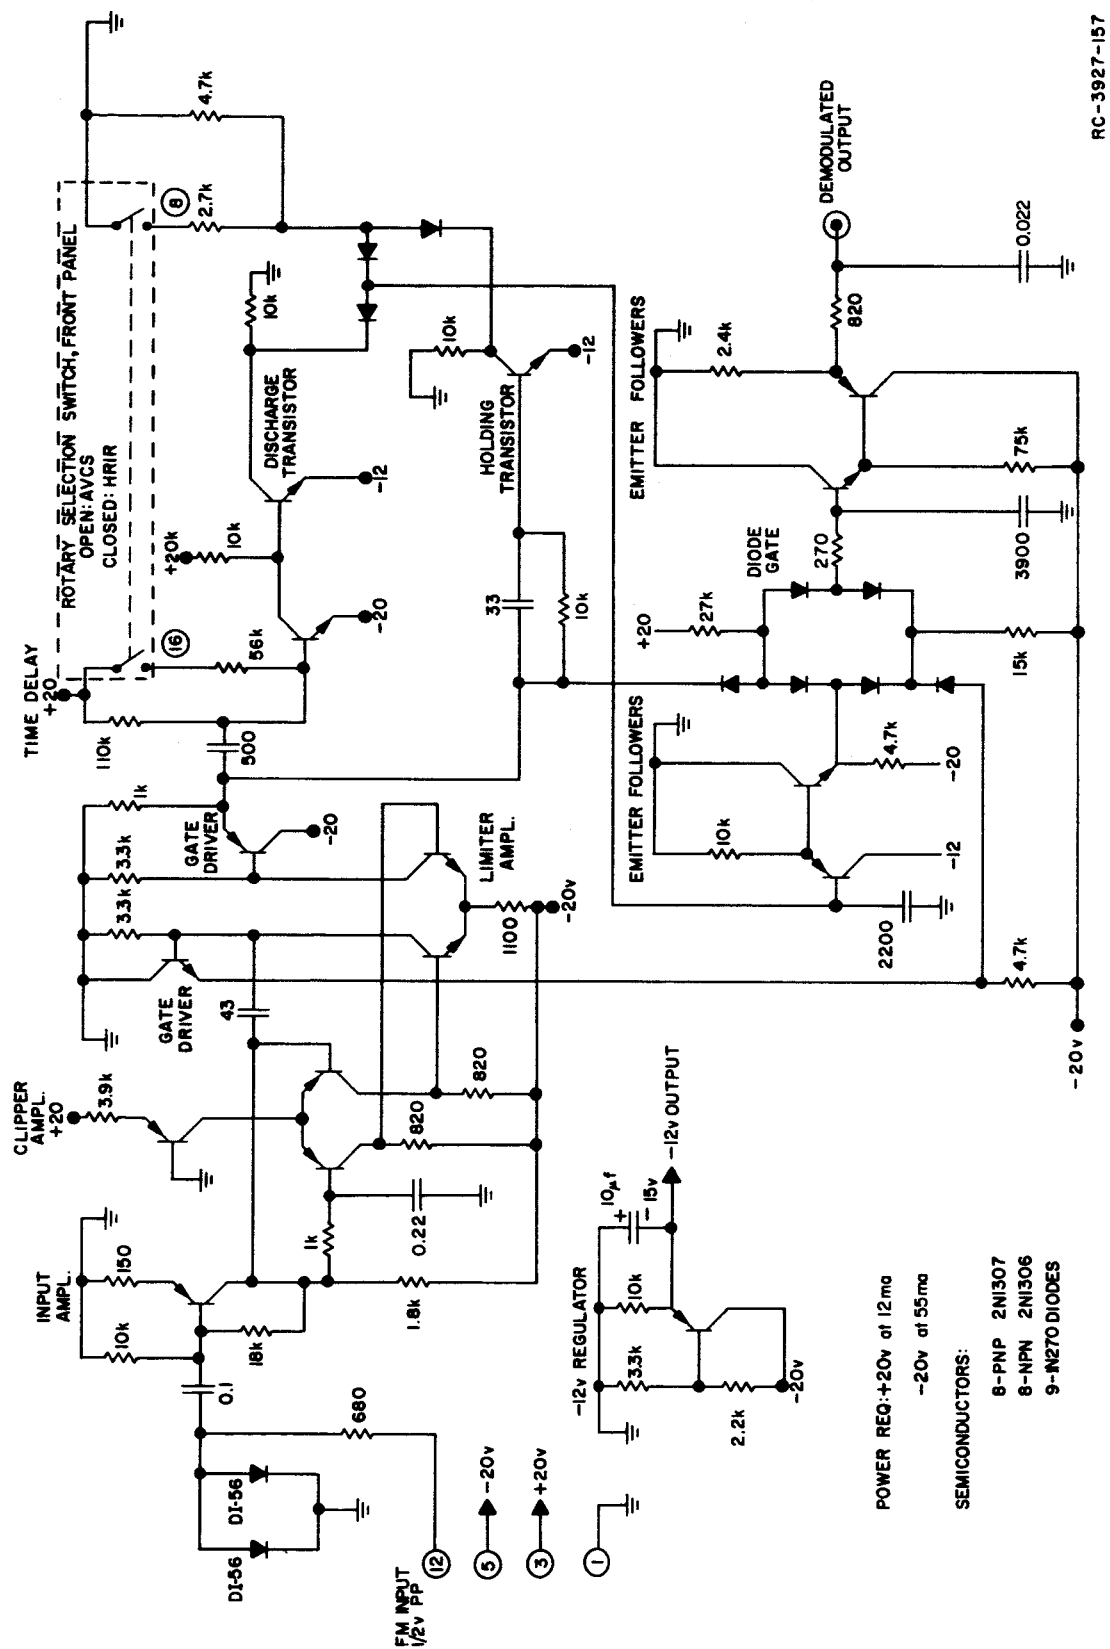 TIME DELAY
+20
ROTARY SELECTION SWITCH, FRONT PANEL
OPEN: AVCS
CLOSED: HRIR
16
8
110k
56k
2.7k
4.7k
500
+20k
10k
-20
DISCHARGE
TRANSISTOR
-12
10k
10k
HOLDING
TRANSISTOR
-12
33
10k
CLIPPER
AMPL.
+20
3.9k
GATE
DRIVER
3.3k
3.3k
1k
GATE
DRIVER
-20
LIMITER
AMPL.
1100
-20v
43
820
820
INPUT
AMPL.
10k
150
18k
1k
0.22
1.8k
0.1
680
DI-56
DI-56
FM INPUT
1/2v PP
12
5
-20v
3
+20v
1
-12v REGULATOR
3.3k
10k
10µf
+
-15v
-12v OUTPUT
2.2k
-20v
EMITTER FOLLOWERS
10k
-12
2200
4.7k
-20
4.7k
-20v
+20
27k
DIODE
GATE
15k
270
3900
EMITTER FOLLOWERS
2.4k
75k
820
0.022
DEMODULATED
OUTPUT
POWER REQ:+20v at 12ma
-20v at 55ma
SEMICONDUCTORS:
8-PNP 2N1307
8-NPN 2N1306
9-1N270 DIODES
RC-3927-157